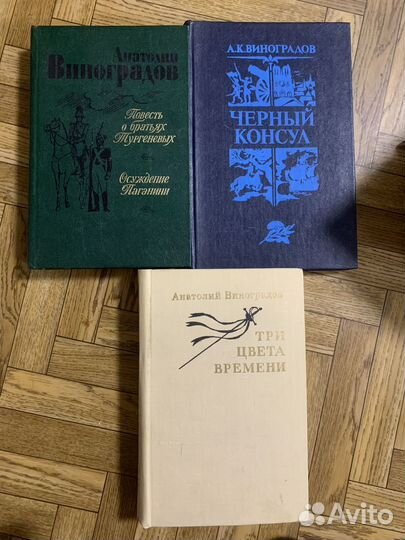 Анатолий
Виноградов
Повесть
о братьях
Тургеневых
Осуждение
Паганини
А.К.ВИНОГРАДОВ
ЧЕРНЫЙ
КОНСУЛ
Анатолий Виноградов
ТРИ
ЦВЕТА
ВРЕМЕНИ
Avito